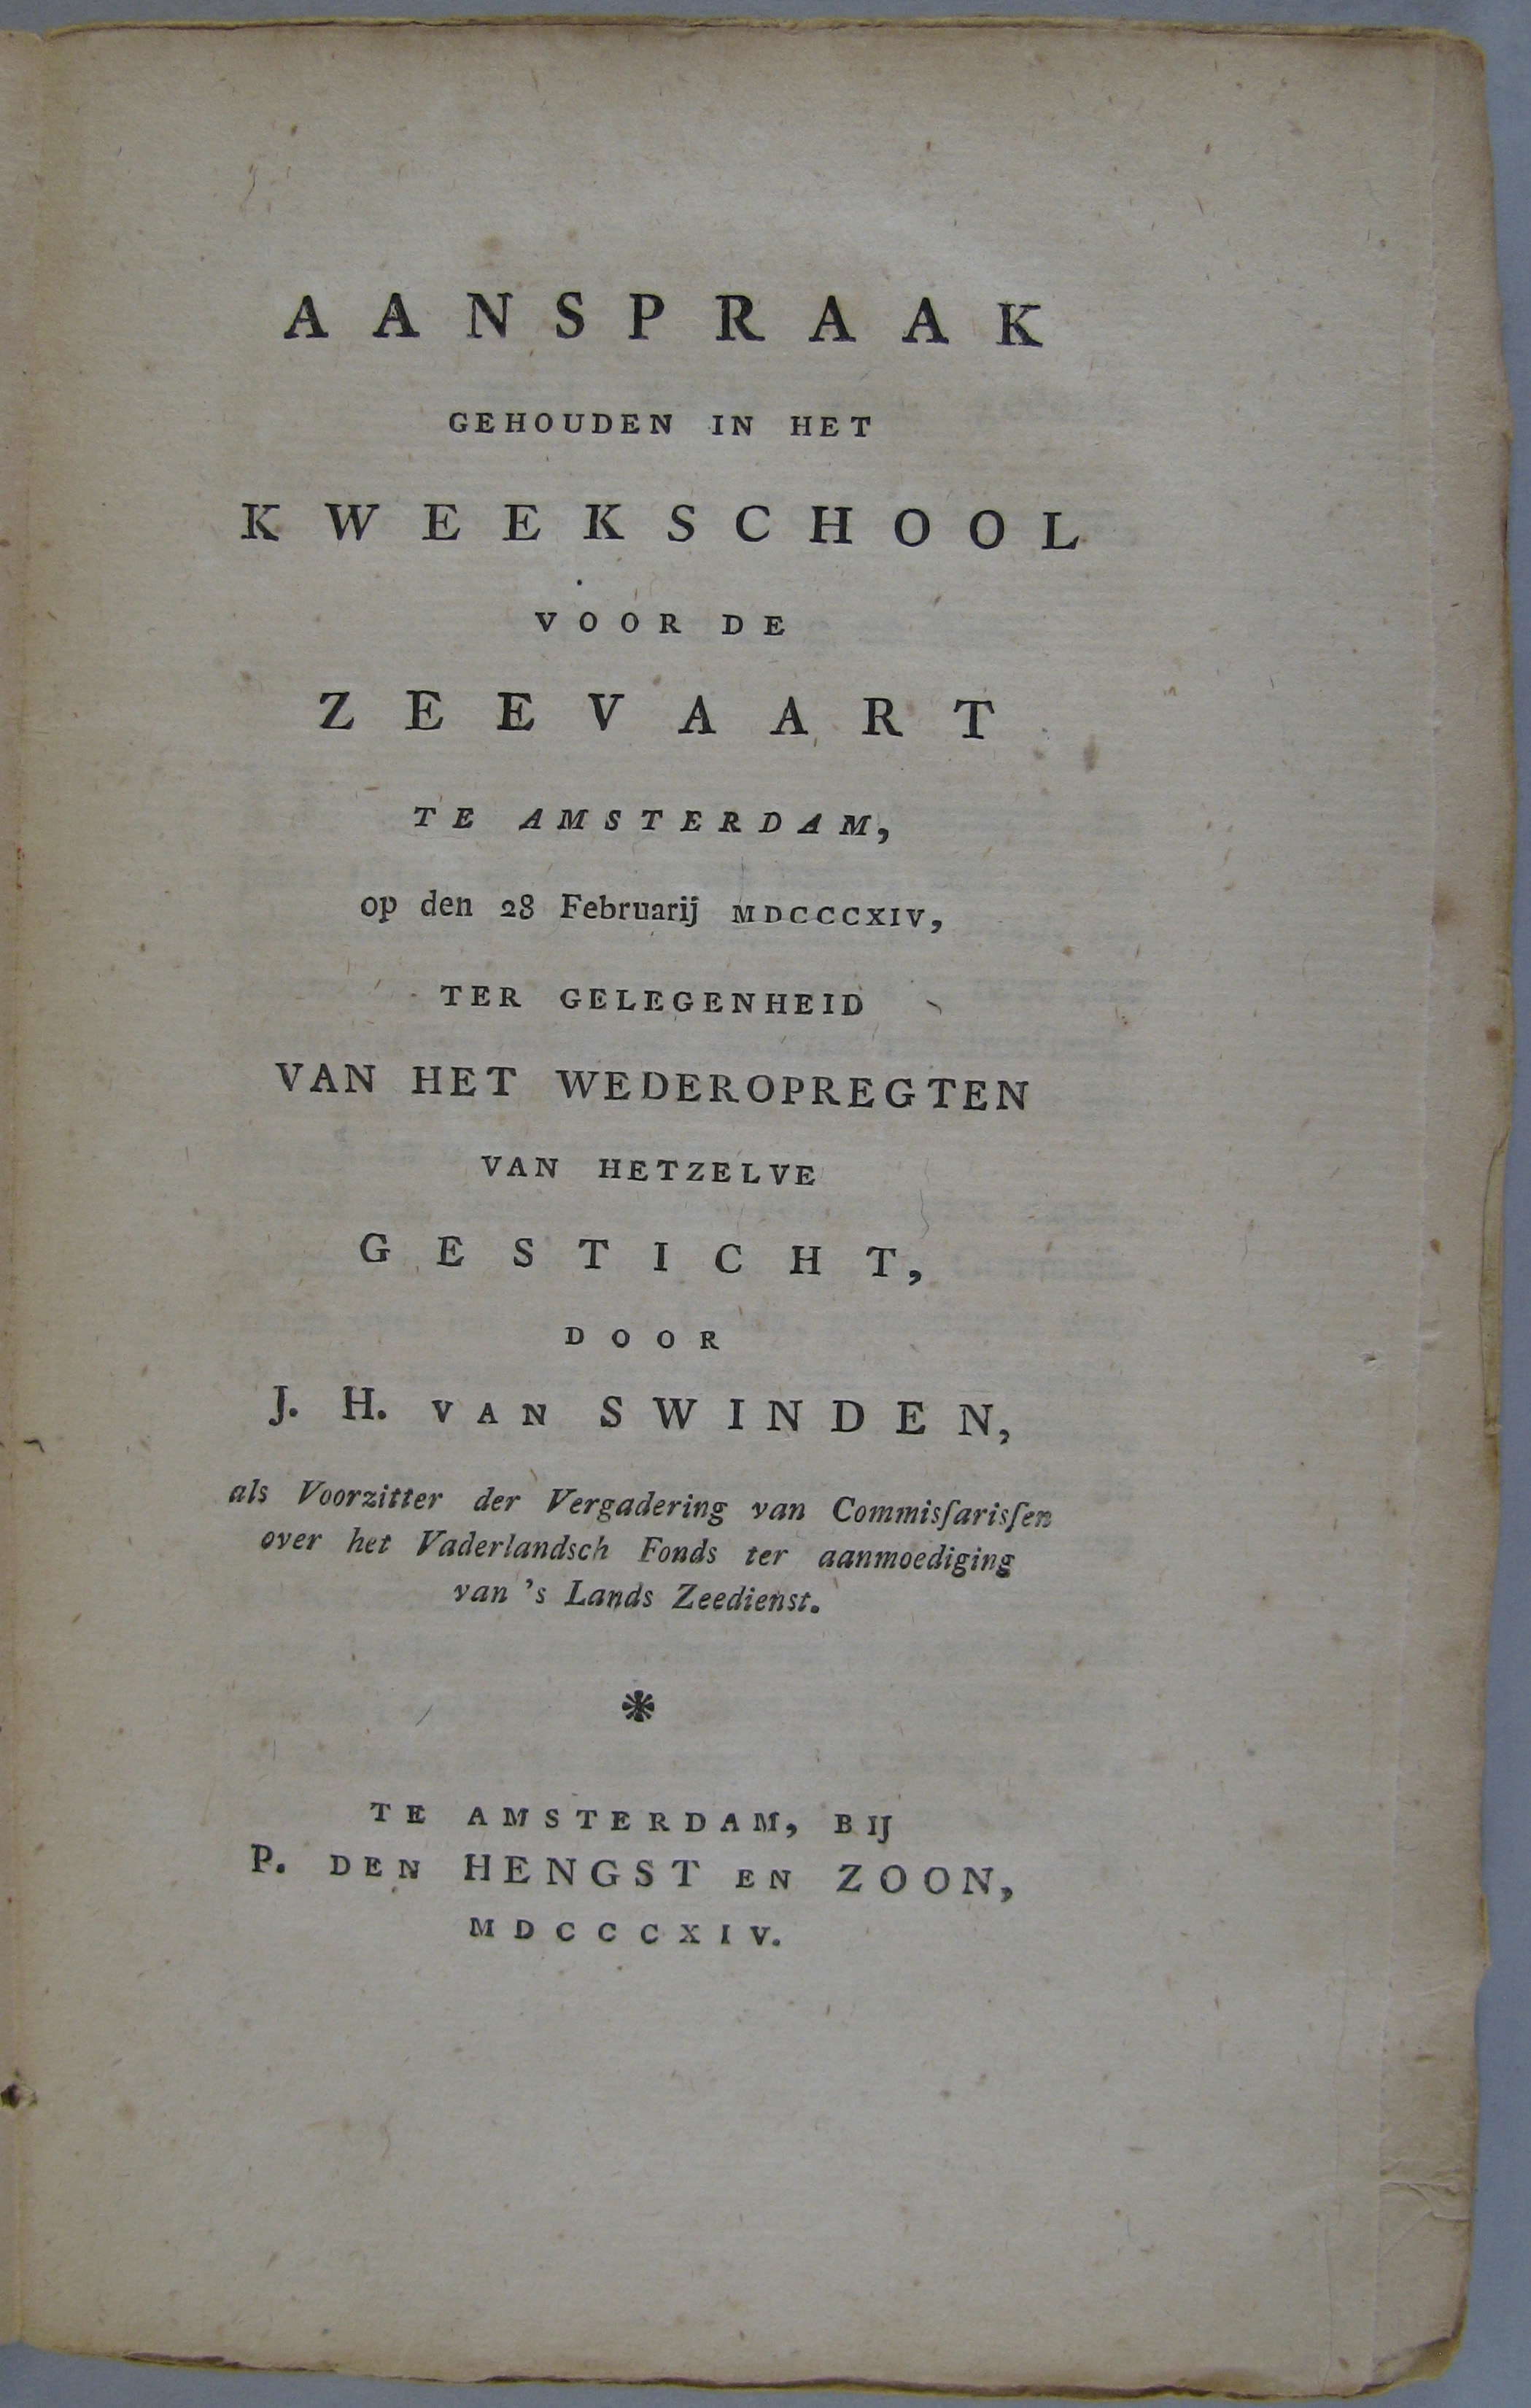 AANSPRAAK
GEHOUDEN IN HET
KWEEKSCHOOL
VOOR DE
ZEEVAART
TE AMSTERDAM,
op den 28 Februarij MDCCCXIV,
TER GELEGENHEID
VAN HET WEDEROPREGTEN
VAN HETZELVE
GESTICHT,
DOOR
J. H. VAN SWINDEN,
als Voorzitter der Vergadering van Commisſarisſen
over het Vaderlandsch Fonds ter aanmoediging
van 's Lands Zeedienst.
*
TE AMSTERDAM, BIJ
P. DEN HENGST EN ZOON,
MDCCCXIV.